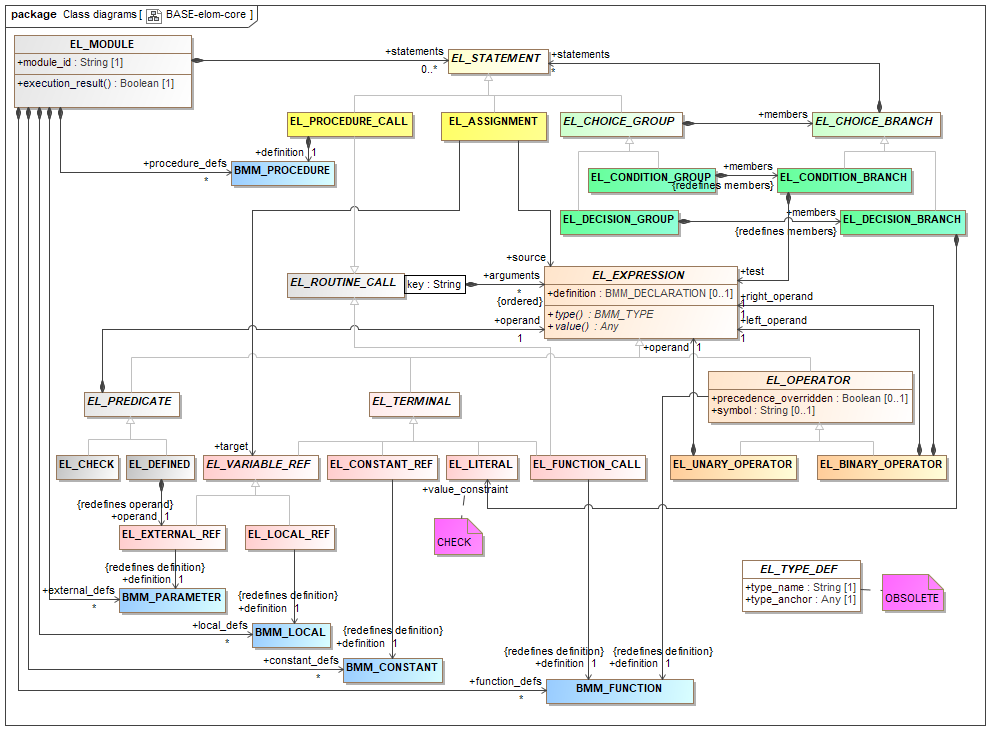 package Class diagrams [ BASE-elom-core ]
EL_MODULE
+module_id : String [1]
+execution_result() : Boolean [1]
+statements
0..*
EL_STATEMENT
+statements
*
EL_PROCEDURE_CALL
EL_ASSIGNMENT
EL_CHOICE_GROUP
+members
EL_CHOICE_BRANCH
+definition
1
+procedure_defs
*
BMM_PROCEDURE
EL_CONDITION_GROUP
+members
{redefines members}
EL_CONDITION_BRANCH
EL_DECISION_GROUP
+members
{redefines members}
EL_DECISION_BRANCH
+source
EL_ROUTINE_CALL
key : String
+arguments
*
{ordered}
EL_EXPRESSION
+definition : BMM_DECLARATION [0..1]
+type() : BMM_TYPE
+value() : Any
+test
1
+right_operand
1
+left_operand
1
+operand
1
+operand
1
EL_OPERATOR
+precedence_overridden : Boolean [0..1]
+symbol : String [0..1]
EL_PREDICATE
EL_TERMINAL
+target
EL_CHECK
EL_DEFINED
EL_VARIABLE_REF
EL_CONSTANT_REF
EL_LITERAL
EL_FUNCTION_CALL
EL_UNARY_OPERATOR
EL_BINARY_OPERATOR
+value_constraint
{redefines operand}
+operand
1
EL_EXTERNAL_REF
EL_LOCAL_REF
CHECK
{redefines definition}
+definition
1
+external_defs
*
BMM_PARAMETER
{redefines definition}
+definition
1
EL_TYPE_DEF
+type_name : String [1]
+type_anchor : Any [1]
OBSOLETE
+local_defs
*
BMM_LOCAL
{redefines definition}
+definition
1
+constant_defs
*
BMM_CONSTANT
{redefines definition}
+definition
1
{redefines definition}
+definition
1
+function_defs
*
BMM_FUNCTION